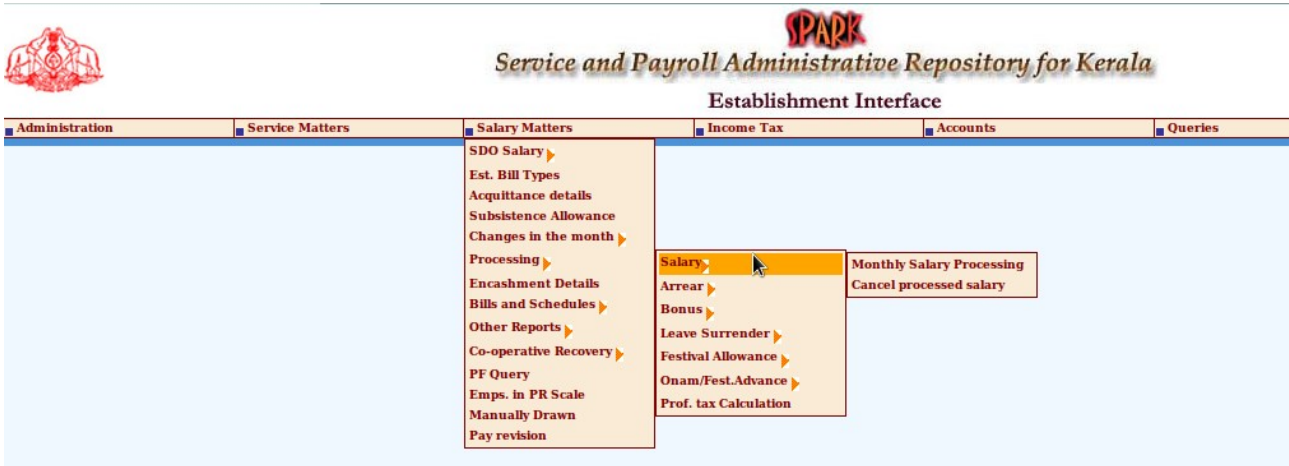 SPARK
Service and Payroll Administrative Repository for Kerala
Establishment Interface
Administration
Service Matters
Salary Matters
Income Tax
Accounts
Queries
SDO Salary
Est. Bill Types
Acquittance details
Subsistence Allowance
Changes in the month
Processing
Encashment Details
Bills and Schedules
Other Reports
Co-operative Recovery
PF Query
Emps. in PR Scale
Manually Drawn
Pay revision
Salary
Arrear
Bonus
Leave Surrender
Festival Allowance
Onam/Fest.Advance
Prof. tax Calculation
Monthly Salary Processing
Cancel processed salary